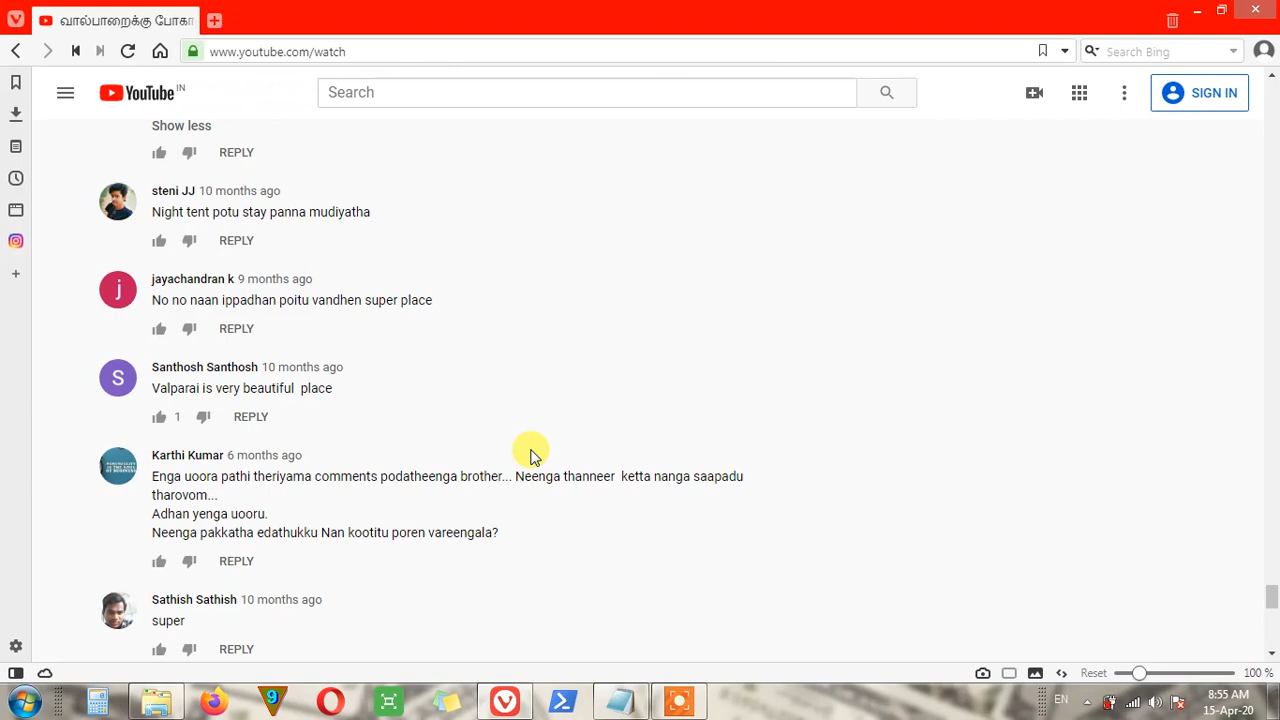 வால்பாறைக்கு போகா
www.youtube.com/watch
Search Bing
YouTube IN
Search
SIGN IN
Show less
REPLY
steni JJ 10 months ago
Night tent potu stay panna mudiyatha
REPLY
j
jayachandran k 9 months ago
No no naan ippadhan poitu vandhen super place
REPLY
S
Santhosh Santhosh 10 months ago
Valparai is very beautiful place
1 REPLY
Karthi Kumar 6 months ago
Enga uoora pathi theriyama comments podatheenga brother... Neenga thanneer ketta nanga saapadu
tharovom...
Adhan yenga uooru.
Neenga pakkatha edathukku Nan kootitu poren vareengala?
REPLY
Sathish Sathish 10 months ago
super
REPLY
Reset 100 %
9
EN
8:55 AM
15-Apr-20